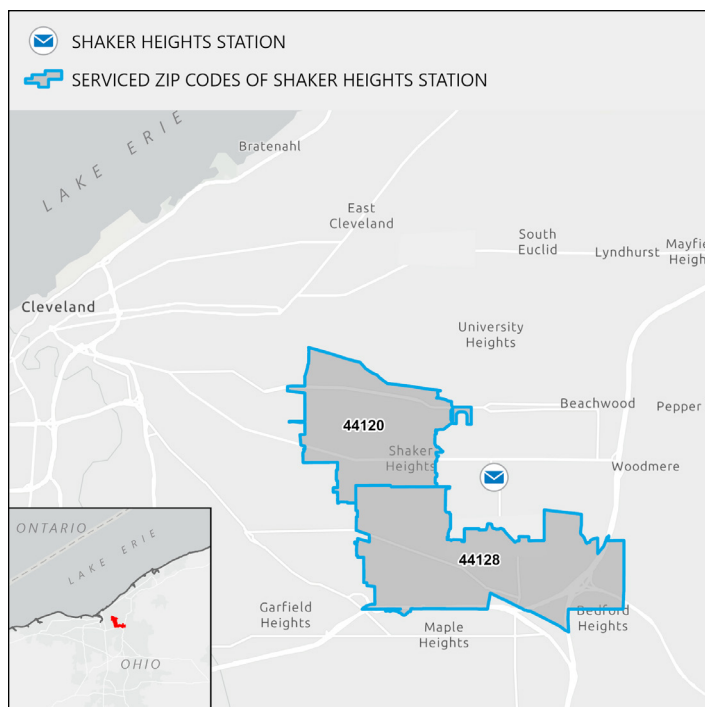 SHAKER HEIGHTS STATION
SERVICED ZIP CODES OF SHAKER HEIGHTS STATION
LAKE ERIE
Bratenahl
East
Cleveland
South
Euclid
Lyndhurst
Mayfie
Heigh
Cleveland
University
Heights
Beachwood
Pepper
44120
Shaker
Heights
Woodmere
44128
ONTARIO
LAKE ERIE
OHIO
Garfield
Heights
Maple
Heights
Bedford
Heights